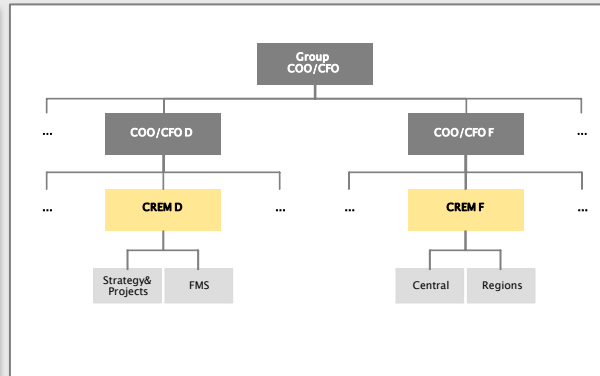 Group
COO/CFO
... COO/CFO D COO/CFO F ...
... CREM D ... ... CREM F ...
Strategy&
Projects
FMS
Central
Regions